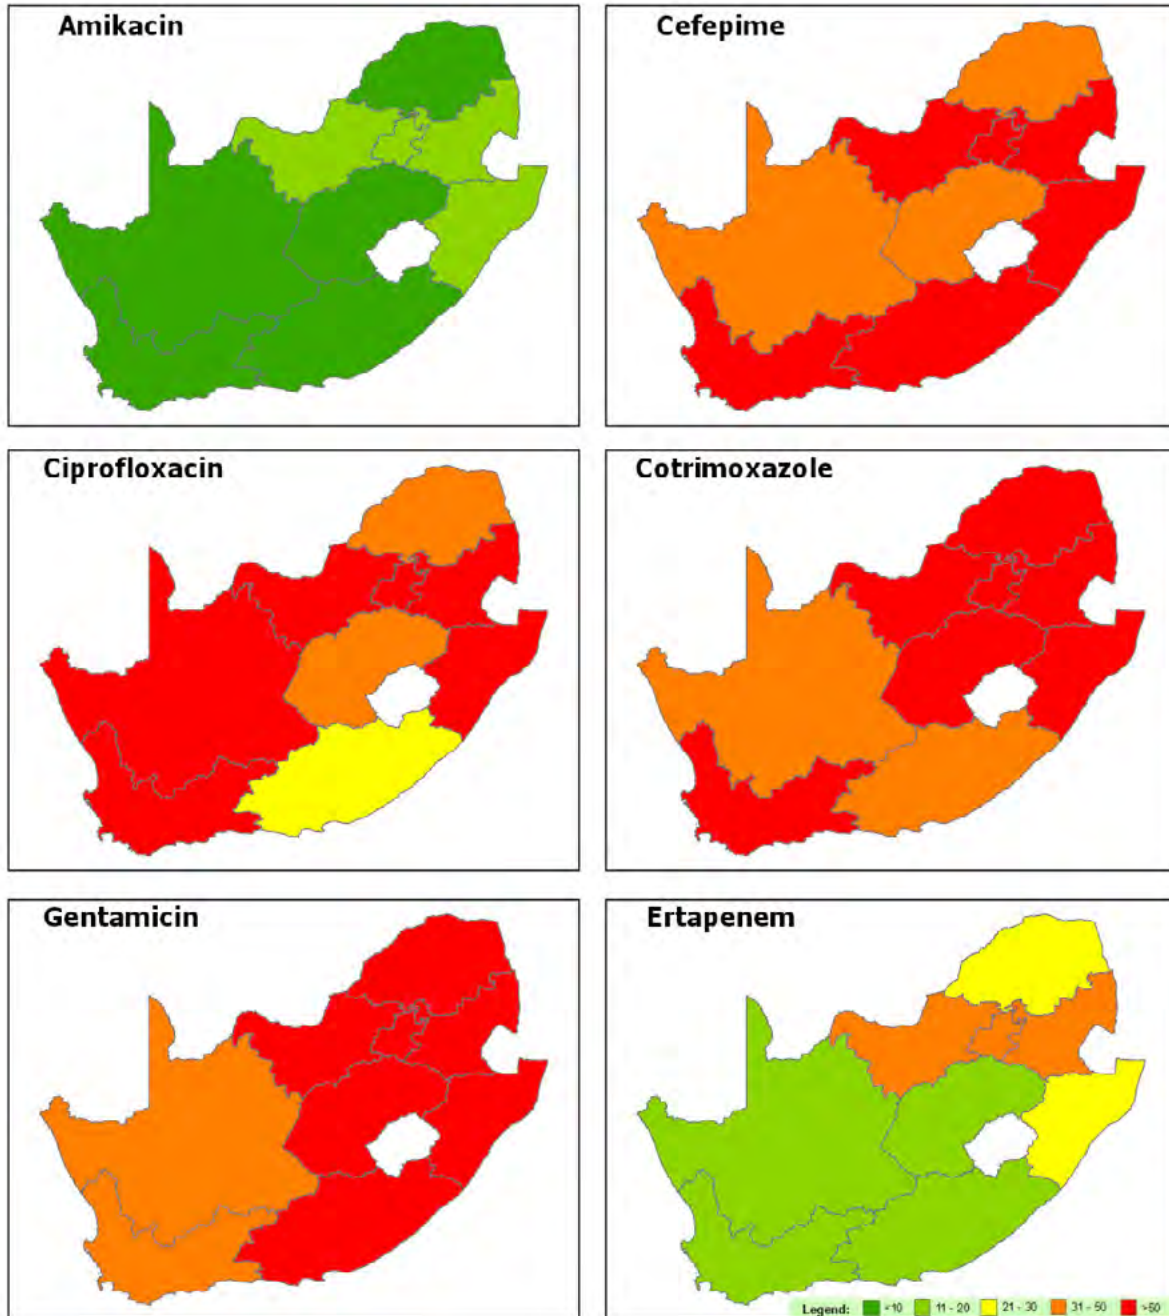 Amikacin
Cefepime
Ciprofloxacin
Cotrimoxazole
Gentamicin
Ertapenem
Legend: <10 11 - 20 21 - 30 31 - 50 >50